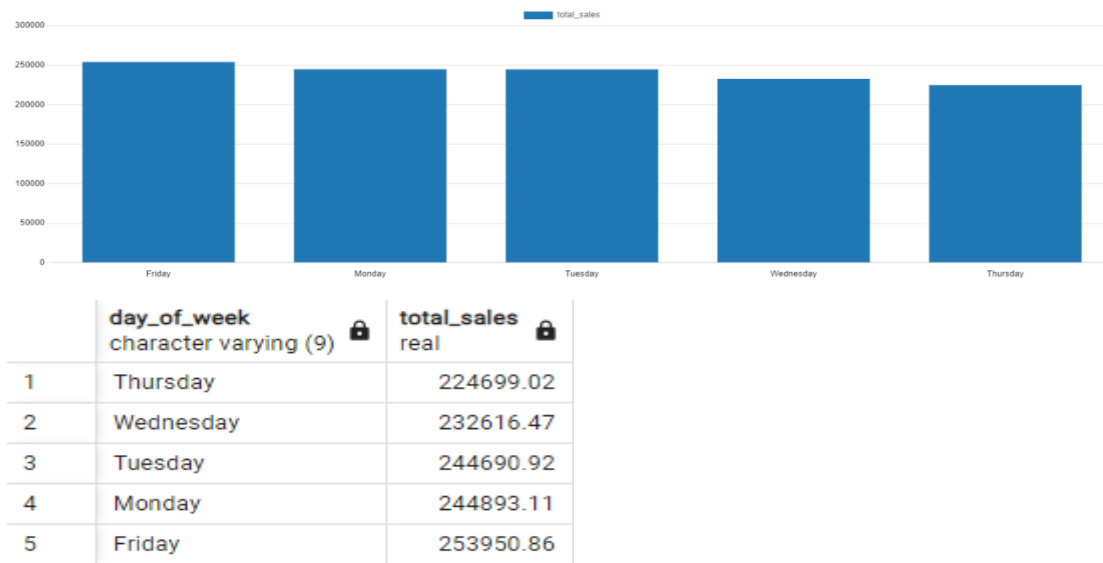 total_sales
300000
250000
200000
150000
100000
50000
0
Friday Monday Tuesday Wednesday Thursday
day_of_week total_sales
character varying (9) real
1 Thursday 224699.02
2 Wednesday 232616.47
3 Tuesday 244690.92
4 Monday 244893.11
5 Friday 253950.86